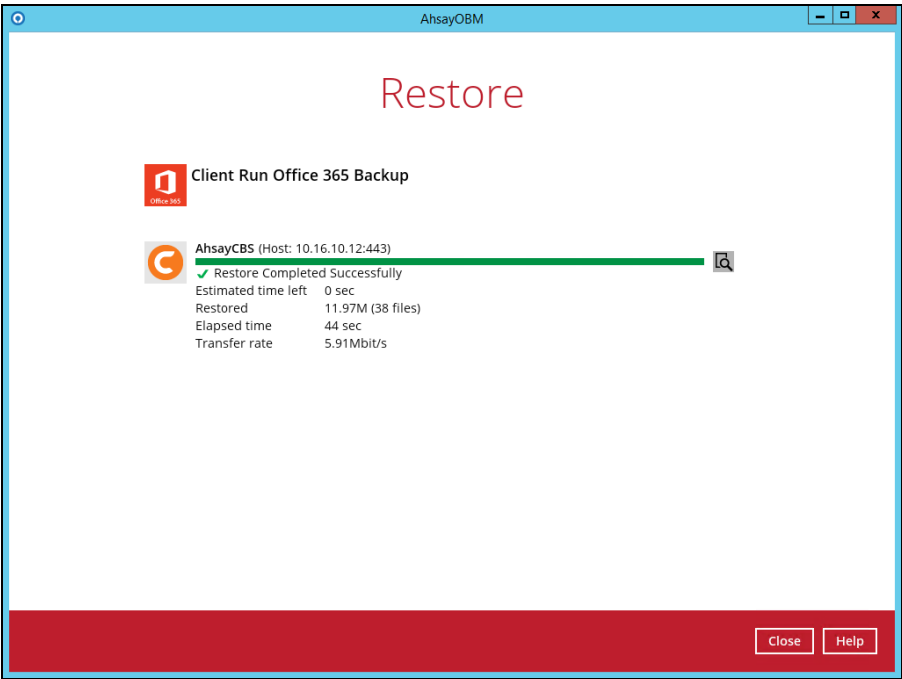 AhsayOBM
Restore
Client Run Office 365 Backup
Office 365
AhsayCBS (Host: 10.16.10.12:443)
Restore Completed Successfully
Estimated time left 0 sec
Restored 11.97M (38 files)
Elapsed time 44 sec
Transfer rate 5.91Mbit/s
Close Help